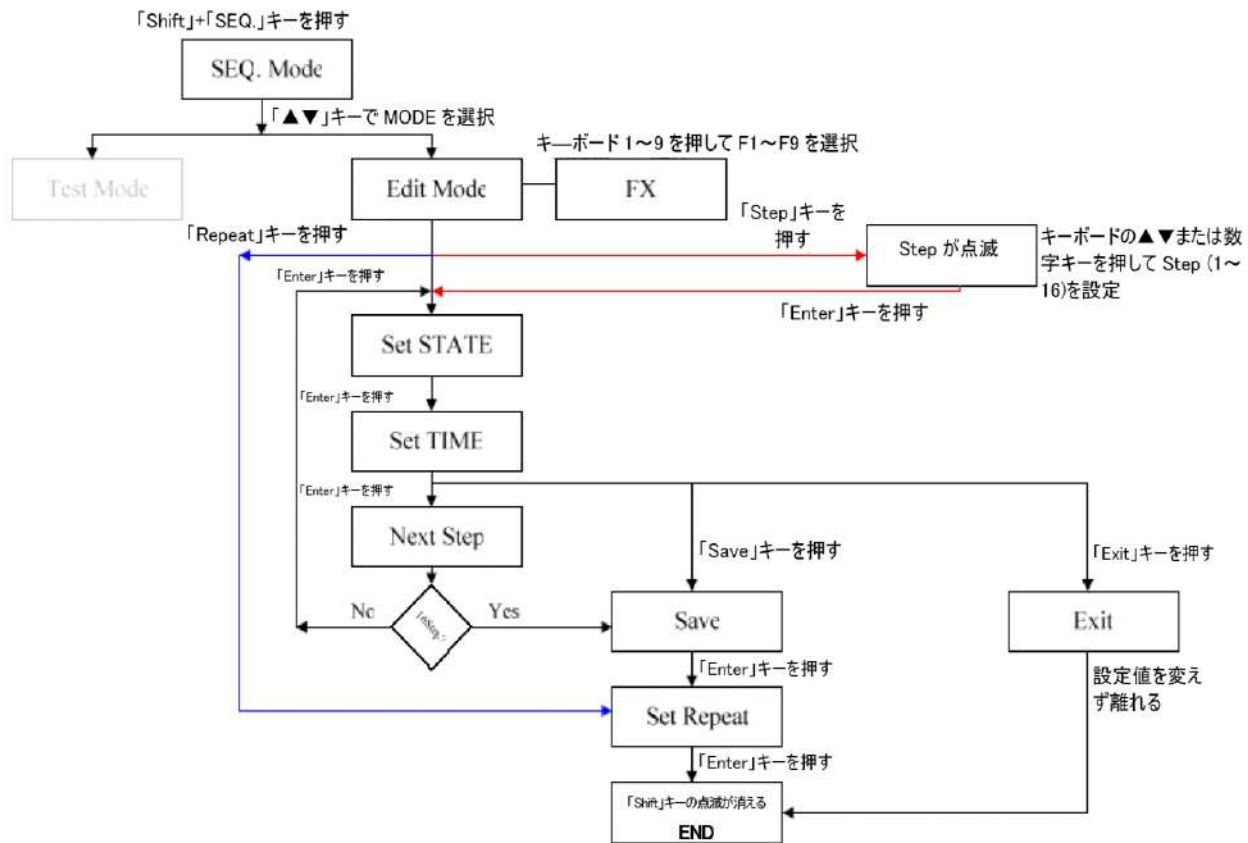 「Shift」+「SEQ.」キーを押す
SEQ. Mode
「▲▼」キーで MODE を選択
Test Mode
Edit Mode
キ―ボード 1～9 を押して F1～F9 を選択
FX
「Repeat」キーを押す
「Step」キーを
押す
Step が点滅
キーボードの▲▼または数
字キーを押して Step (1～
16)を設定
「Enter」キーを押す
「Enter」キーを押す
Set STATE
「Enter」キーを押す
Set TIME
「Enter」キーを押す
Next Step
「Save」キーを押す
「Exit」キーを押す
No
Yes
Save
Exit
「Enter」キーを押す
設定値を変え
ず離れる
Set Repeat
「Enter」キーを押す
「Shift」キーの点滅が消える
END